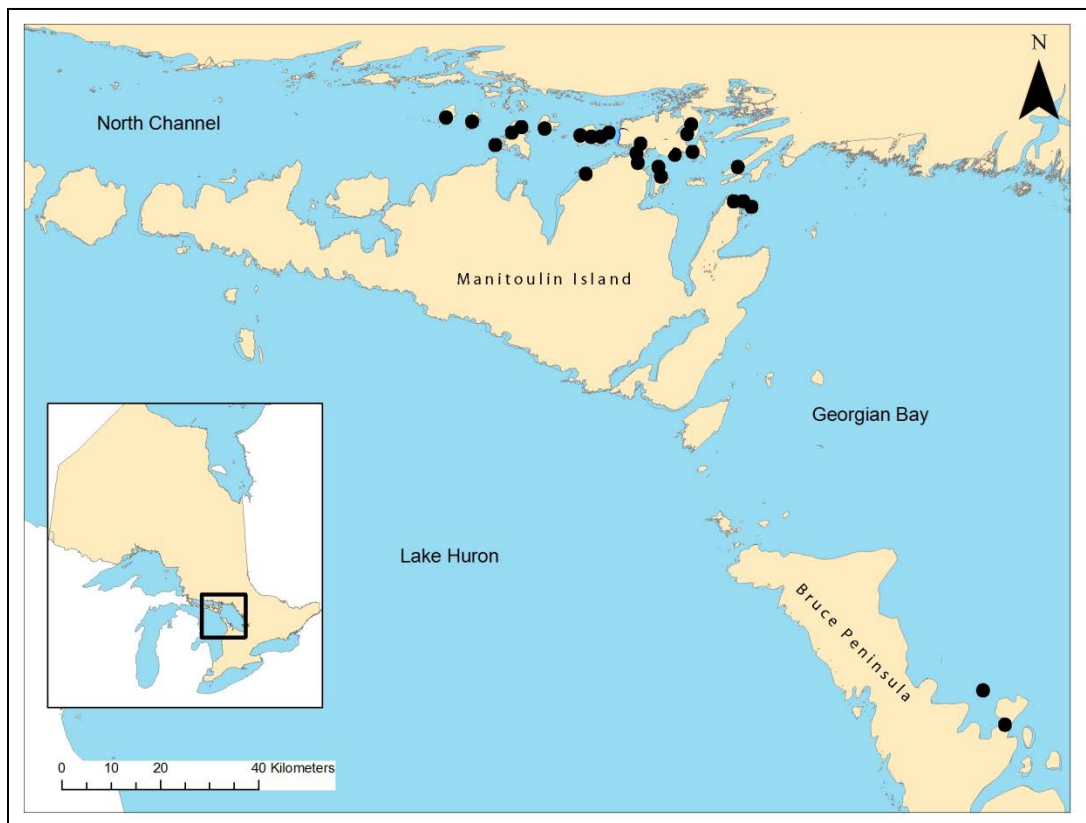 N
North Channel
Manitoulin Island
Georgian Bay
Lake Huron
Bruce Peninsula
0 10 20 40 Kilometers